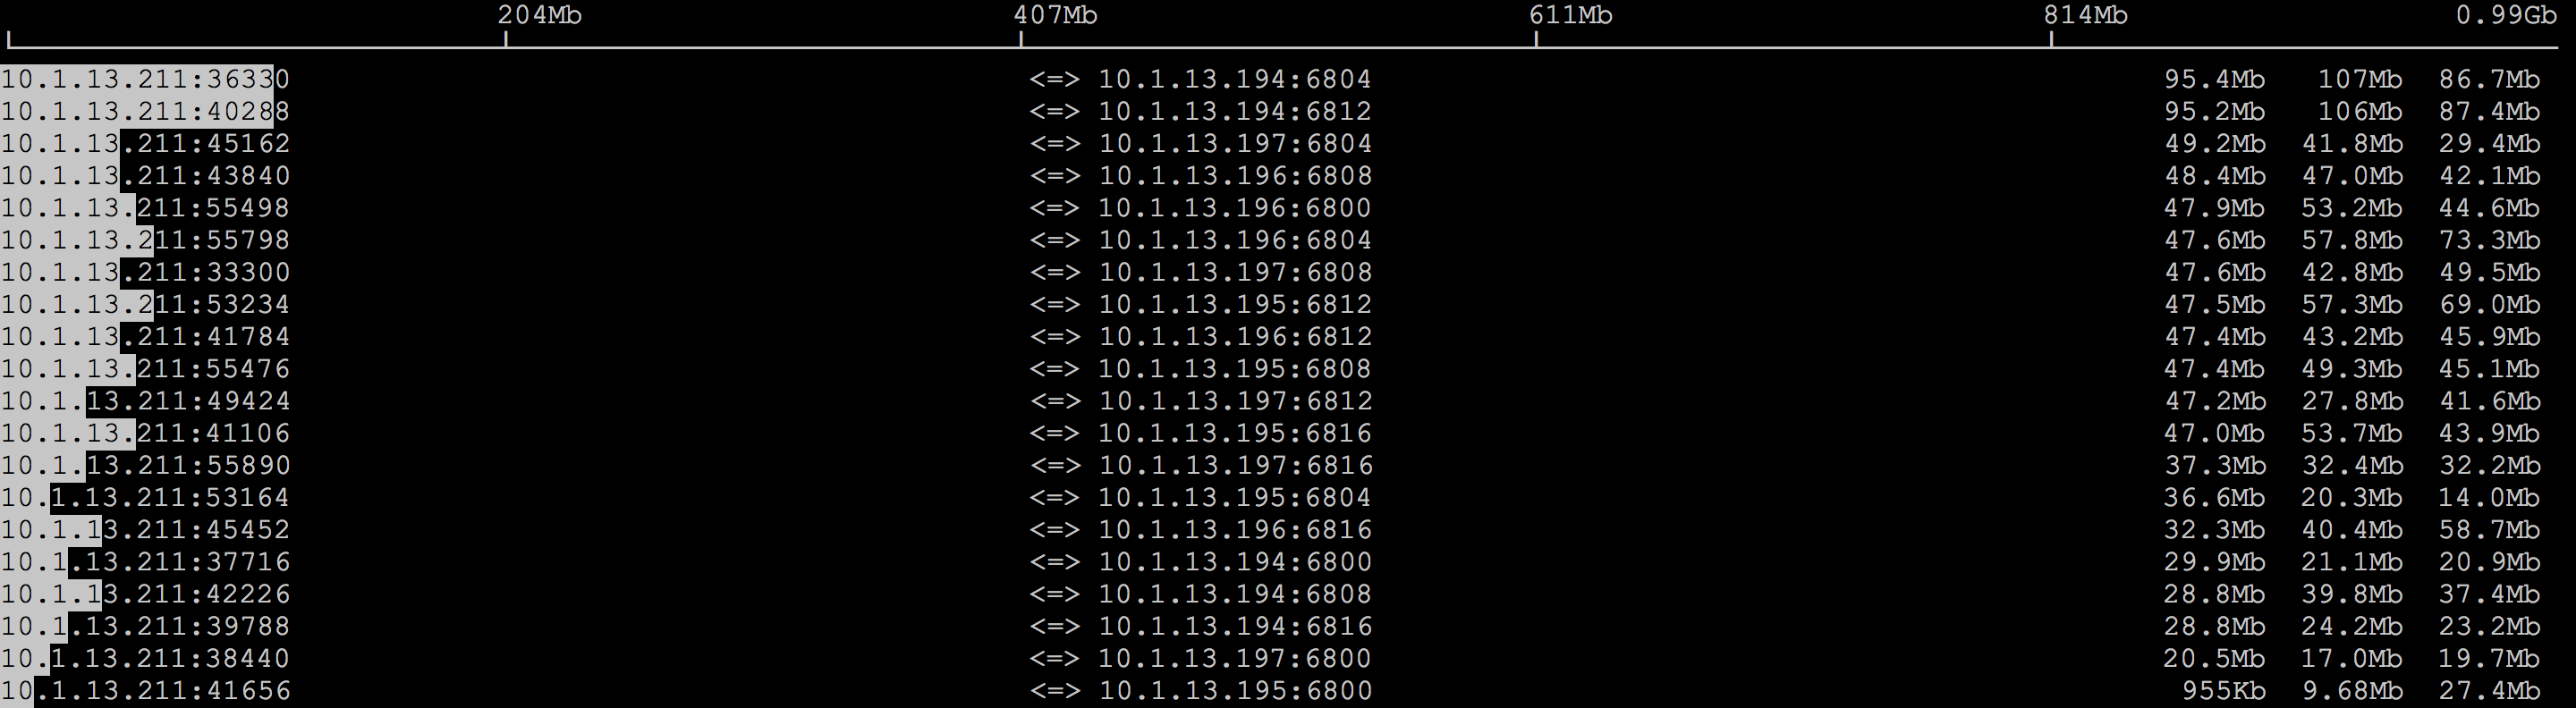 204Mb 407Mb 611Mb 814Mb 0.99Gb
10.1.13.211:36330 <=> 10.1.13.194:6804 95.4Mb 107Mb 86.7Mb
10.1.13.211:40288 <=> 10.1.13.194:6812 95.2Mb 106Mb 87.4Mb
10.1.13.211:45162 <=> 10.1.13.197:6804 49.2Mb 41.8Mb 29.4Mb
10.1.13.211:43840 <=> 10.1.13.196:6808 48.4Mb 47.0Mb 42.1Mb
10.1.13.211:55498 <=> 10.1.13.196:6800 47.9Mb 53.2Mb 44.6Mb
10.1.13.211:55798 <=> 10.1.13.196:6804 47.6Mb 57.8Mb 73.3Mb
10.1.13.211:33300 <=> 10.1.13.197:6808 47.6Mb 42.8Mb 49.5Mb
10.1.13.211:53234 <=> 10.1.13.195:6812 47.5Mb 57.3Mb 69.0Mb
10.1.13.211:41784 <=> 10.1.13.196:6812 47.4Mb 43.2Mb 45.9Mb
10.1.13.211:55476 <=> 10.1.13.195:6808 47.4Mb 49.3Mb 45.1Mb
10.1.13.211:49424 <=> 10.1.13.197:6812 47.2Mb 27.8Mb 41.6Mb
10.1.13.211:41106 <=> 10.1.13.195:6816 47.0Mb 53.7Mb 43.9Mb
10.1.13.211:55890 <=> 10.1.13.197:6816 37.3Mb 32.4Mb 32.2Mb
10.1.13.211:53164 <=> 10.1.13.195:6804 36.6Mb 20.3Mb 14.0Mb
10.1.13.211:45452 <=> 10.1.13.196:6816 32.3Mb 40.4Mb 58.7Mb
10.1.13.211:37716 <=> 10.1.13.194:6800 29.9Mb 21.1Mb 20.9Mb
10.1.13.211:42226 <=> 10.1.13.194:6808 28.8Mb 39.8Mb 37.4Mb
10.1.13.211:39788 <=> 10.1.13.194:6816 28.8Mb 24.2Mb 23.2Mb
10.1.13.211:38440 <=> 10.1.13.197:6800 20.5Mb 17.0Mb 19.7Mb
10.1.13.211:41656 <=> 10.1.13.195:6800 955Kb 9.68Mb 27.4Mb